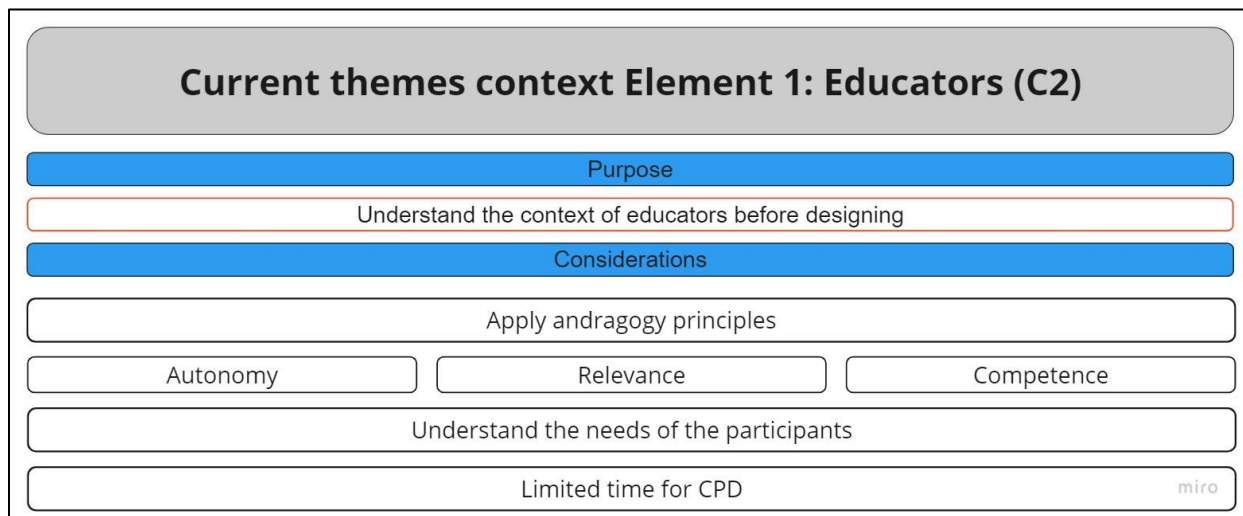 Current themes context Element 1: Educators (C2)
Purpose
Understand the context of educators before designing
Considerations
Apply andragogy principles
Autonomy
Relevance
Competence
Understand the needs of the participants
Limited time for CPD
miro